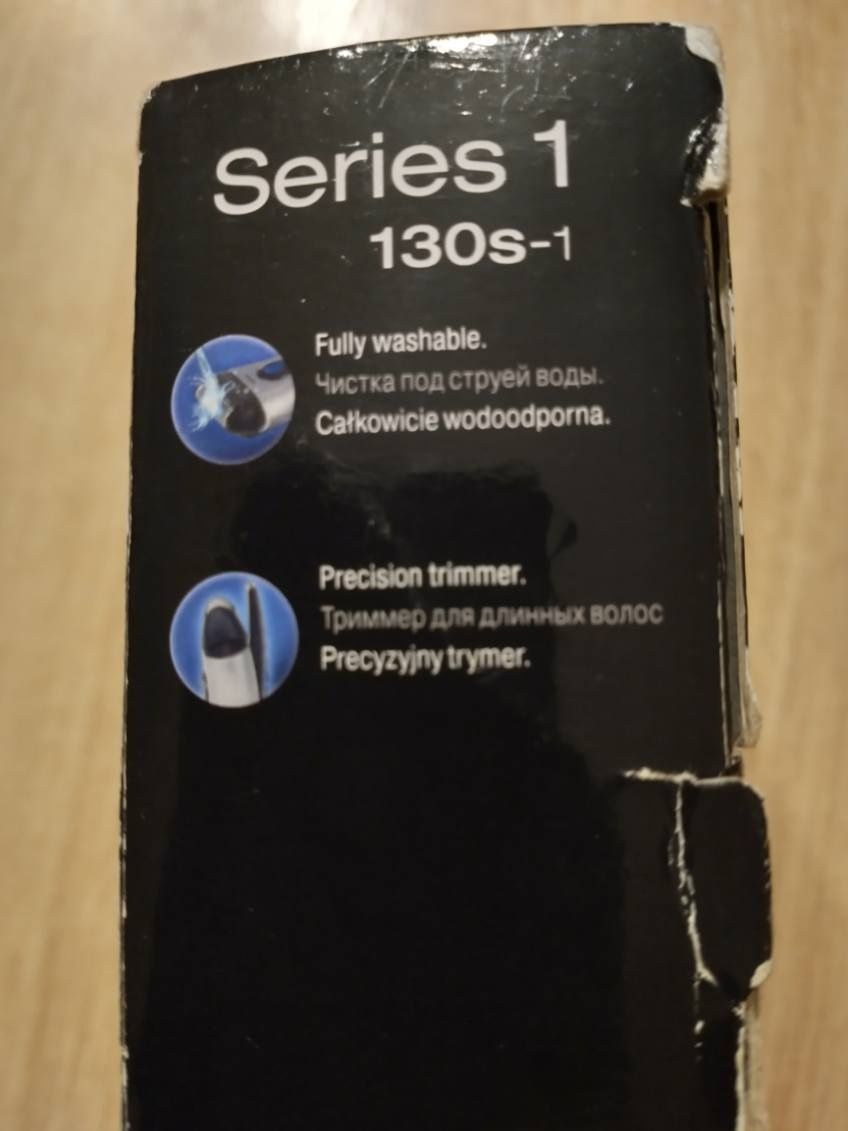 Series 1
130s-1
Fully washable.
Чистка под струей воды.
Całkowicie wodoodporna.
Precision trimmer.
Триммер для длинных волос
Precyzyjny trymer.